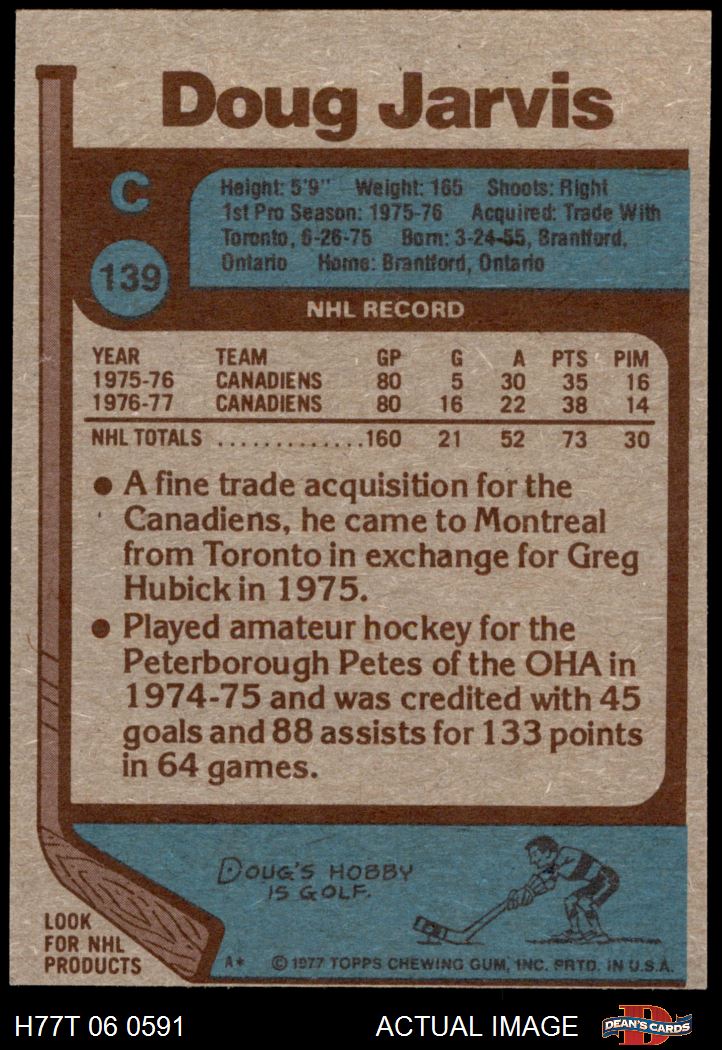 Doug Jarvis
C
Height: 5'9" Weight: 165 Shoots: Right
1st Pro Season: 1975-76 Acquired: Trade With
Toronto, 6-26-75 Born: 3-24-55, Brantford,
Ontario Home: Brantford, Ontario
139
NHL RECORD
YEAR TEAM GP G A PTS PIM
1975-76 CANADIENS 80 5 30 35 16
1976-77 CANADIENS 80 16 22 38 14
NHL TOTALS .............160 21 52 73 30
● A fine trade acquisition for the
Canadiens, he came to Montreal
from Toronto in exchange for Greg
Hubick in 1975.
● Played amateur hockey for the
Peterborough Petes of the OHA in
1974-75 and was credited with 45
goals and 88 assists for 133 points
in 64 games.
DOUG'S HOBBY
IS GOLF.
LOOK
FOR NHL
PRODUCTS
A* © 1977 TOPPS CHEWING GUM, INC. PRTD. IN U.S.A.
H77T 06 0591 ACTUAL IMAGE D DEAN'S CARDS